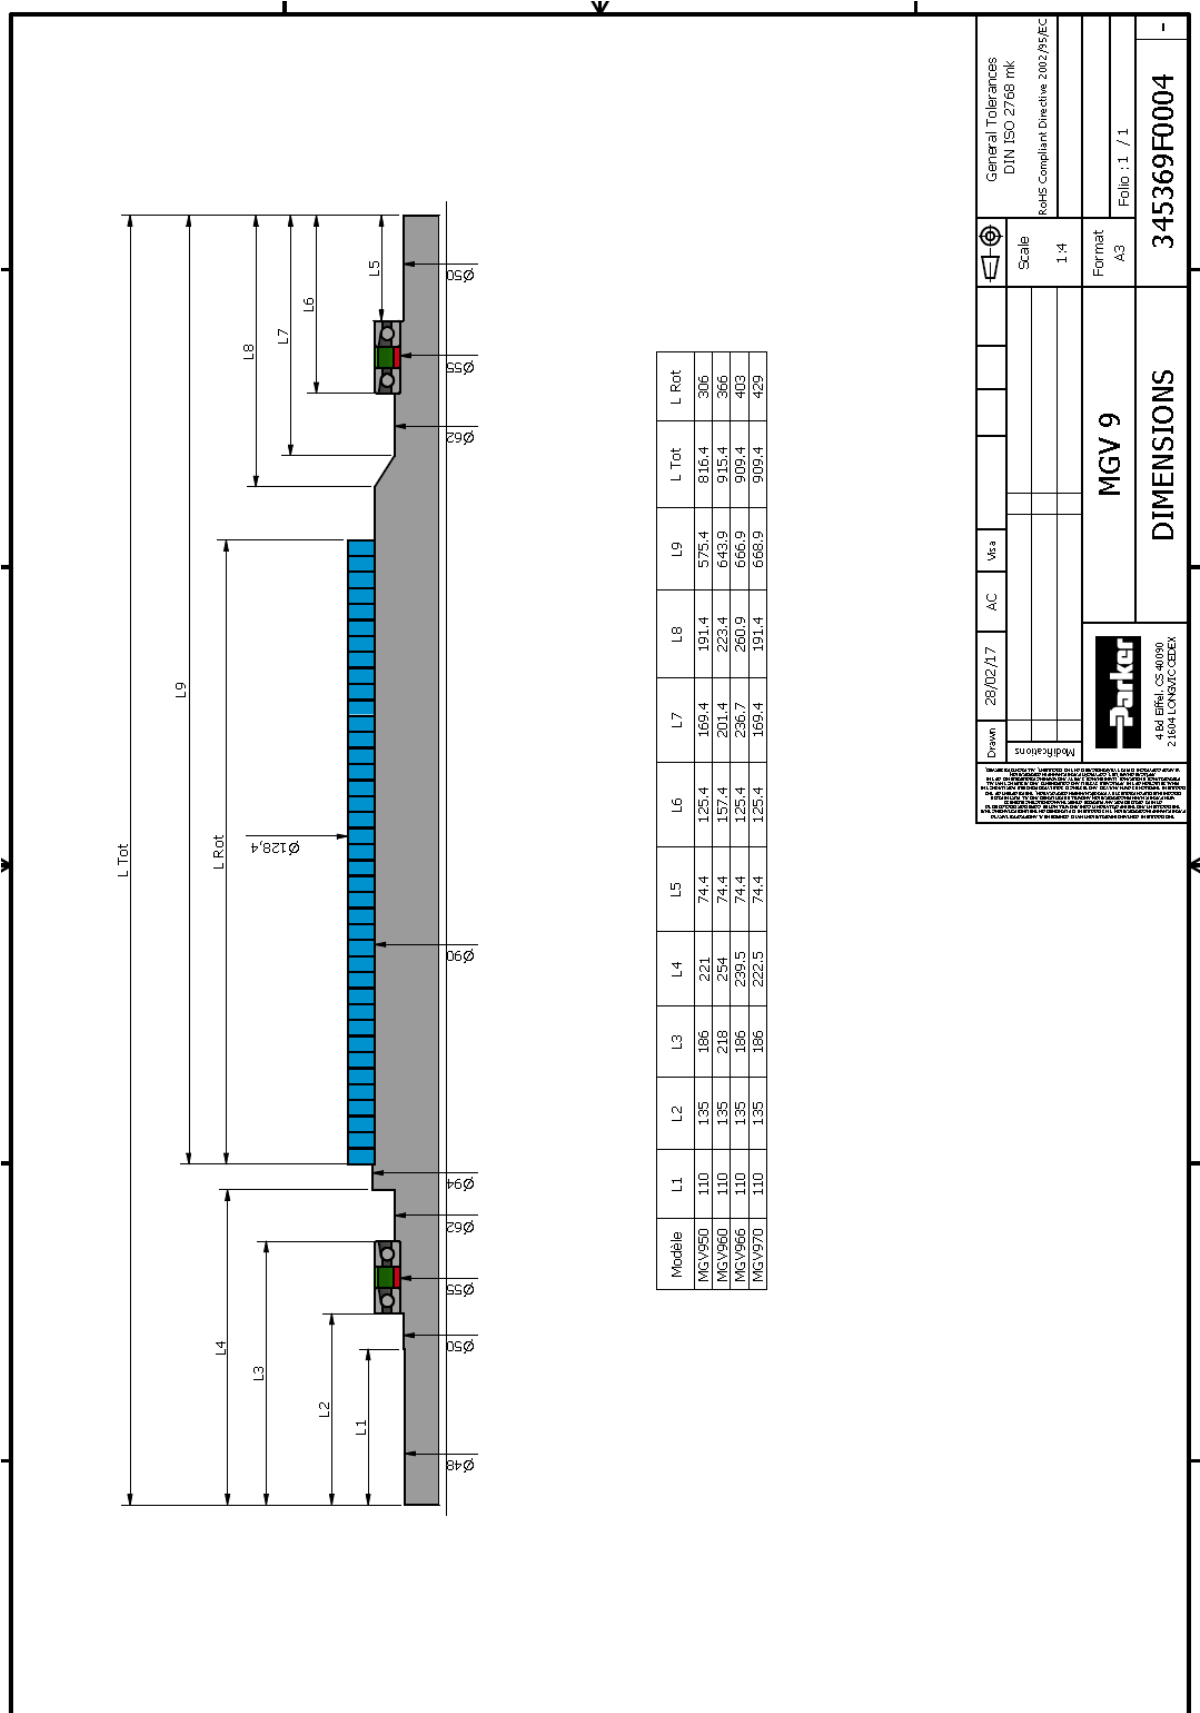 L Tot
L9
L Rot
L8
L7
L6
L5
L4
L3
L2
L1
Ø128,4
Ø48
Ø50
Ø55
Ø62
Ø94
Ø90
Ø62
Ø55
Ø50
Modèle L1 L2 L3 L4 L5 L6 L7 L8 L9 L Tot L Rot
MGV950 110 135 186 221 74.4 125.4 169.4 191.4 575.4 816.4 306
MGV960 110 135 218 254 74.4 157.4 201.4 223.4 643.9 915.4 366
MGV966 110 135 186 239.5 74.4 125.4 236.7 260.9 666.9 909.4 403
MGV970 110 135 186 222.5 74.4 125.4 169.4 191.4 668.9 909.4 429
Drawn 28/02/17 AC Visa
General Tolerances
DIN ISO 2768 mk
RoHS Compliant Directive 2002/95/EC
Modifications
Scale
1:4
Parker
4 Bd Eiffel, CS 40090
21604 LONGVIC CEDEX
MGV 9
Format
A3
Folio : 1 / 1
DIMENSIONS
345369F0004
-